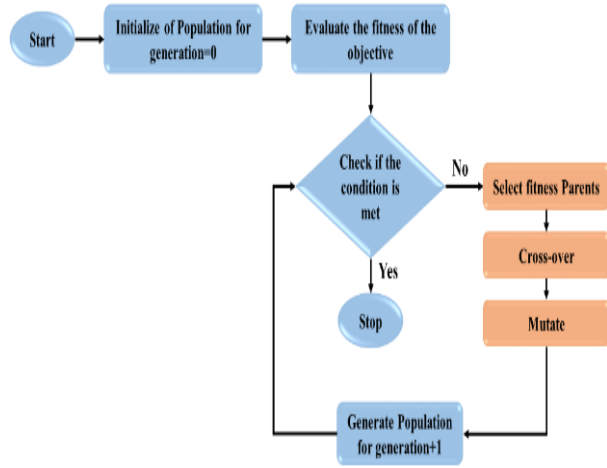 Start
Initialize of Population for
generation=0
Evaluate the fitness of the
objective
Check if the
condition is
met
No
Select fitness Parents
Cross-over
Mutate
Yes
Stop
Generate Population
for generation+1